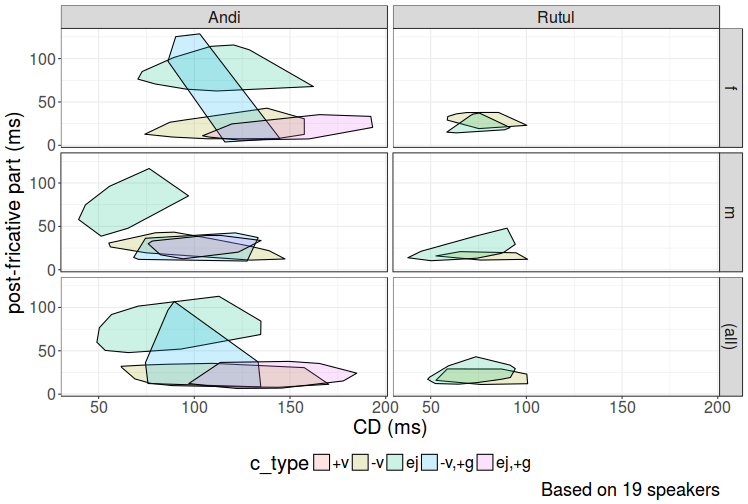 Andi Rutul
post-fricative part (ms)
100
50
0
f
100
50
0
m
100
50
0
(all)
50 100 150 200 50 100 150 200
CD (ms)
c_type +v -v ej -v,+g ej,+g
Based on 19 speakers